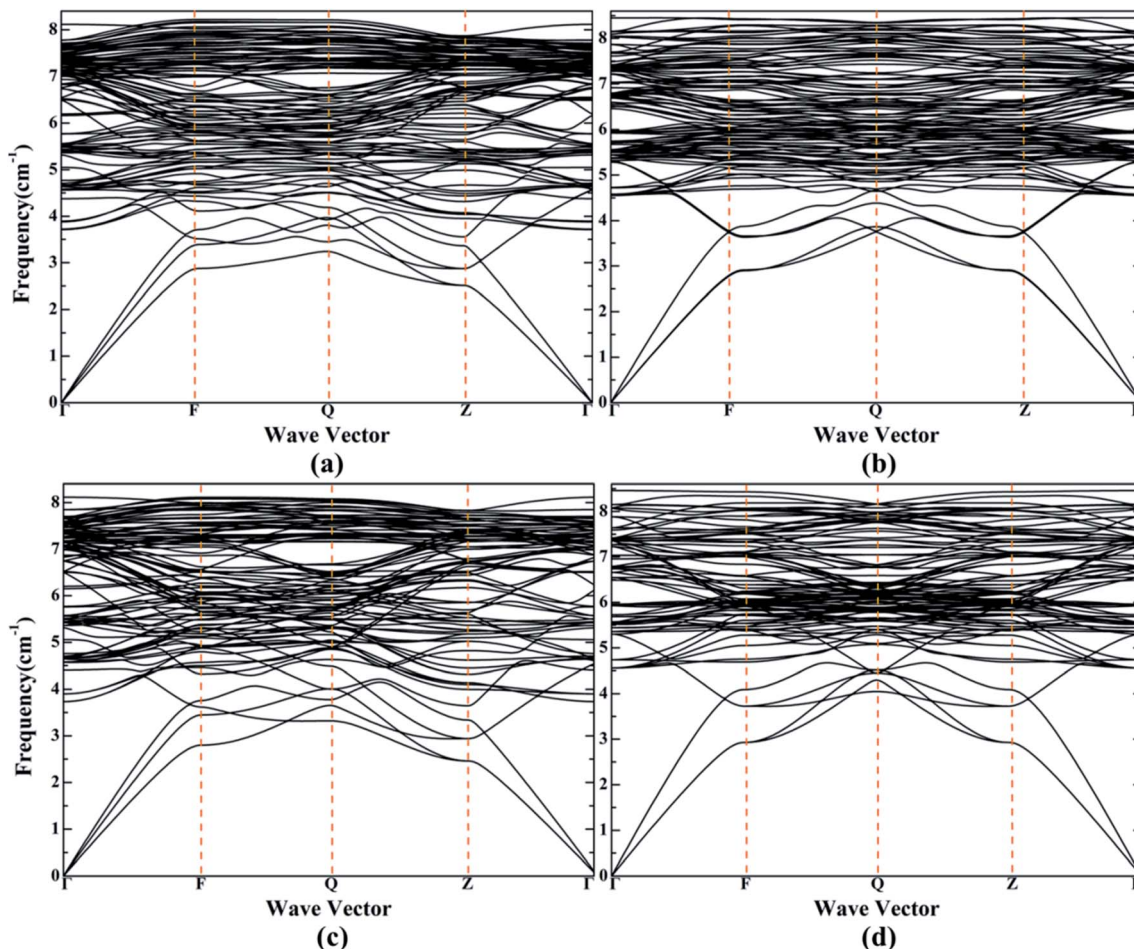 8
7
6
5
4
3
2
1
0
Frequency(cm⁻¹)
Γ F Q Z Γ
Wave Vector
(a)
8
7
6
5
4
3
2
1
0
Γ F Q Z Γ
Wave Vector
(b)
8
7
6
5
4
3
2
1
0
Frequency(cm⁻¹)
Γ F Q Z Γ
Wave Vector
(c)
8
7
6
5
4
3
2
1
0
Γ F Q Z Γ
Wave Vector
(d)